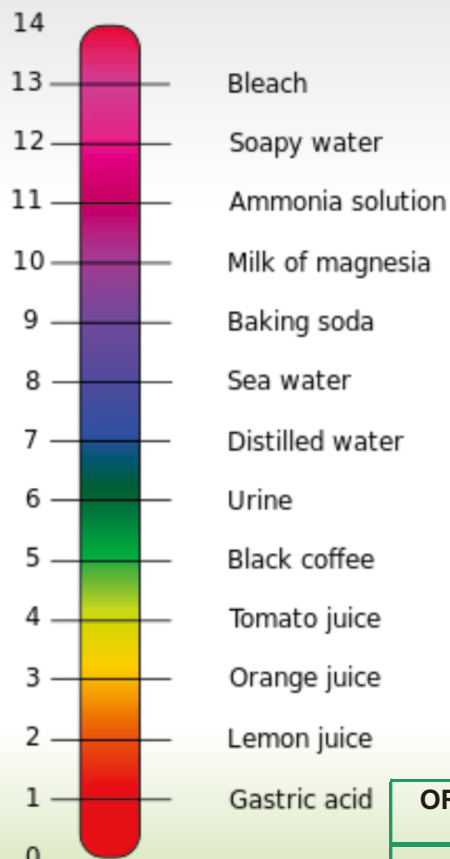 14
13 Bleach
12 Soapy water
11 Ammonia solution
10 Milk of magnesia
9 Baking soda
8 Sea water
7 Distilled water
6 Urine
5 Black coffee
4 Tomato juice
3 Orange juice
2 Lemon juice
1 Gastric acid
0